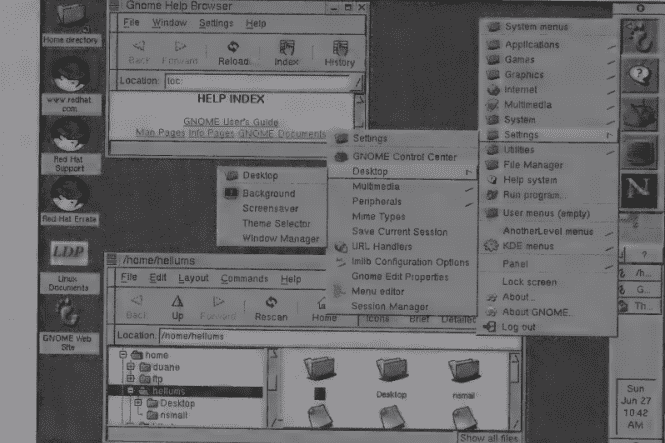 Home directory
www.redhat.com
Red Hat
Support
Red Hat Errata
LDP
Linux
Documents
GNOME Web
Site
Gnome Help Browser
File Window Settings Help
Back Forward Reload Index History
Location: toc:
HELP INDEX
GNOME User's Guide
Man Pages Info Pages GNOME Documents
Desktop
Background
Screensaver
Theme Selector
Window Manager
Settings
GNOME Control Center
Desktop
Multimedia
Peripherals
Mime Types
Save Current Session
URL Handlers
Imlib Configuration Options
Gnome Edit Properties
Menu editor
Session Manager
System menus
Applications
Games
Graphics
Internet
Multimedia
System
Settings
Utilities
File Manager
Help system
Run program...
User menus (empty)
AnotherLevel menus
KDE menus
Panel
Lock screen
About...
About GNOME...
Log out
/home/hellums
File Edit Layout Commands Help
Back Up Forward Rescan Home Icons Brief Detailed
Location: /home/hellums
home
duane
ftp
hellums
Desktop
nsmail
Desktop
nsmail
Show all files
N
?
/h...
G...
Th...
Sun
Jun 27
10:42
AM